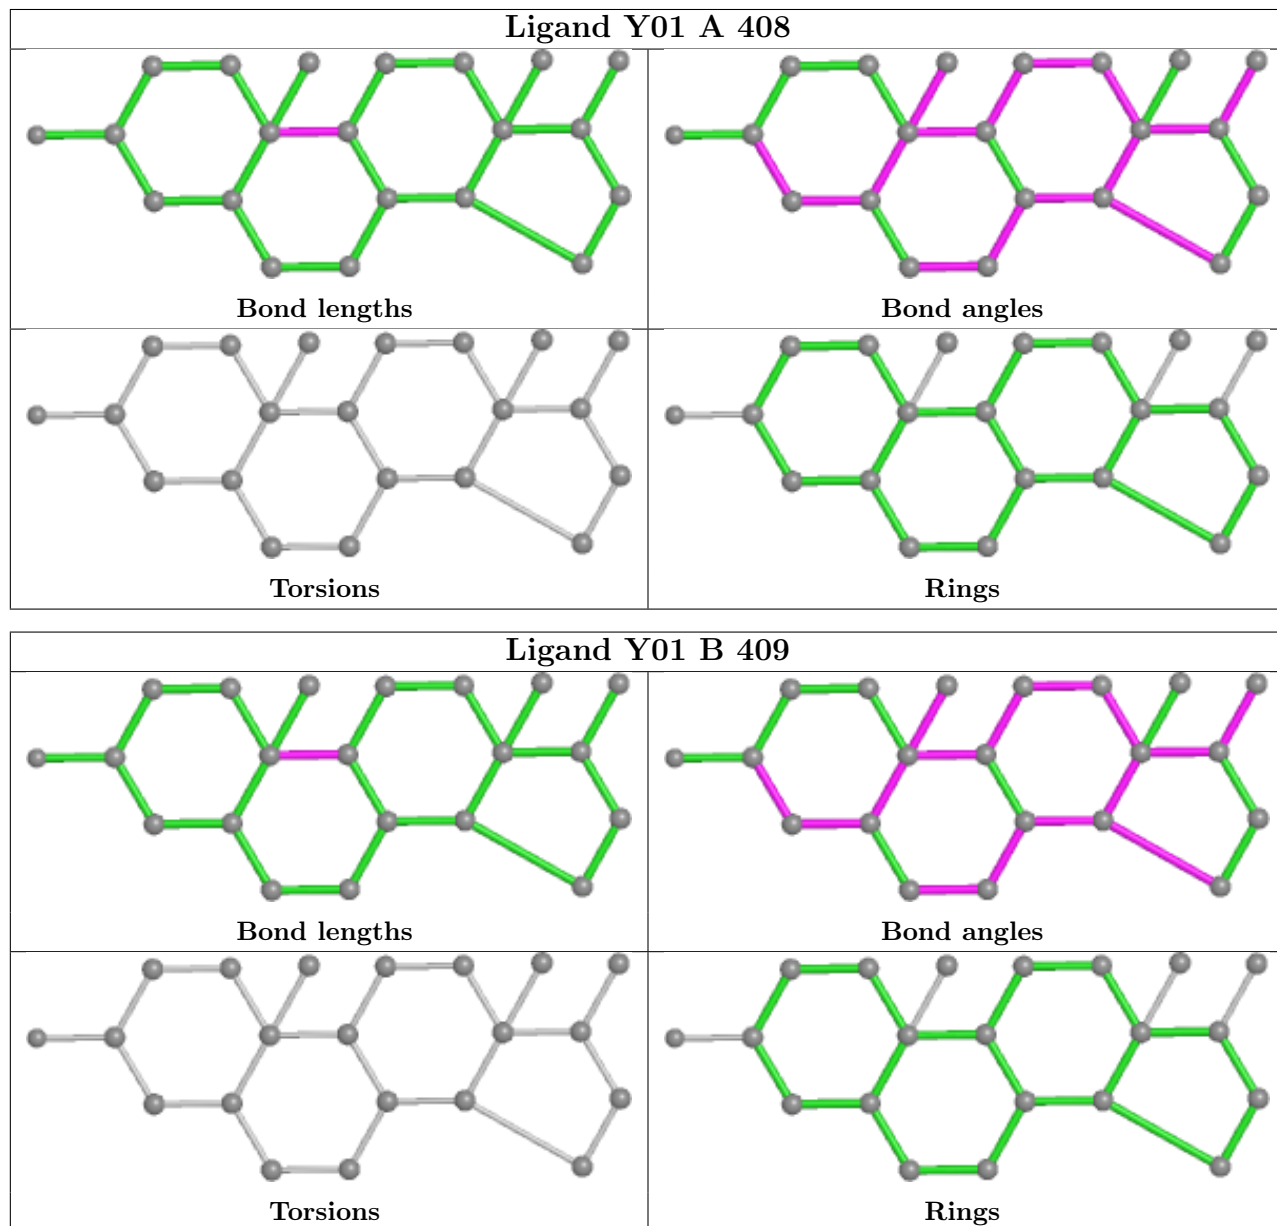 Ligand Y01 A 408
Bond lengths
Bond angles
Torsions
Rings
Ligand Y01 B 409
Bond lengths
Bond angles
Torsions
Rings